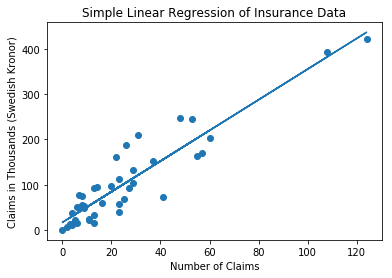 Simple Linear Regression of Insurance Data
Claims in Thousands (Swedish Kronor)
400
300
200
100
0
0 20 40 60 80 100 120
Number of Claims